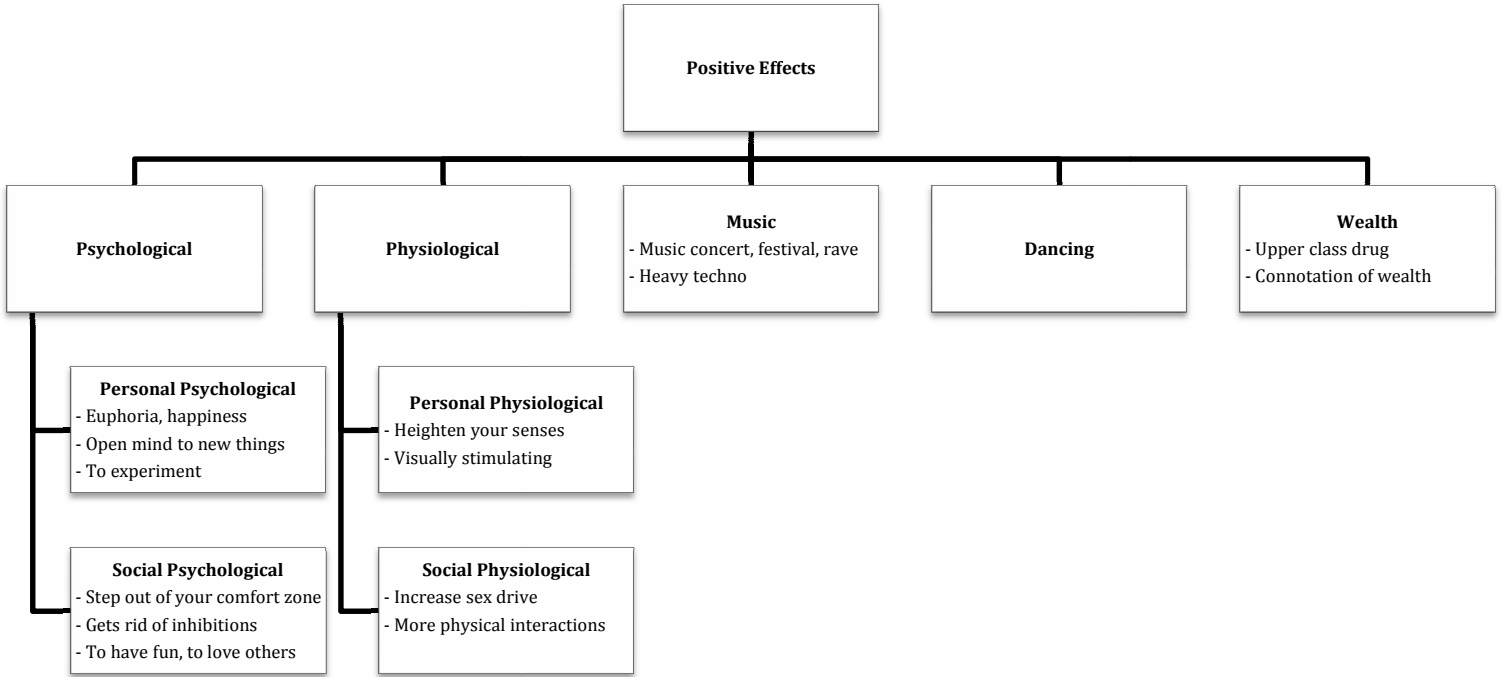 Positive Effects
Psychological
Physiological
Music
- Music concert, festival, rave
- Heavy techno
Dancing
Wealth
- Upper class drug
- Connotation of wealth
Personal Psychological
- Euphoria, happiness
- Open mind to new things
- To experiment
Personal Physiological
- Heighten your senses
- Visually stimulating
Social Psychological
- Step out of your comfort zone
- Gets rid of inhibitions
- To have fun, to love others
Social Physiological
- Increase sex drive
- More physical interactions